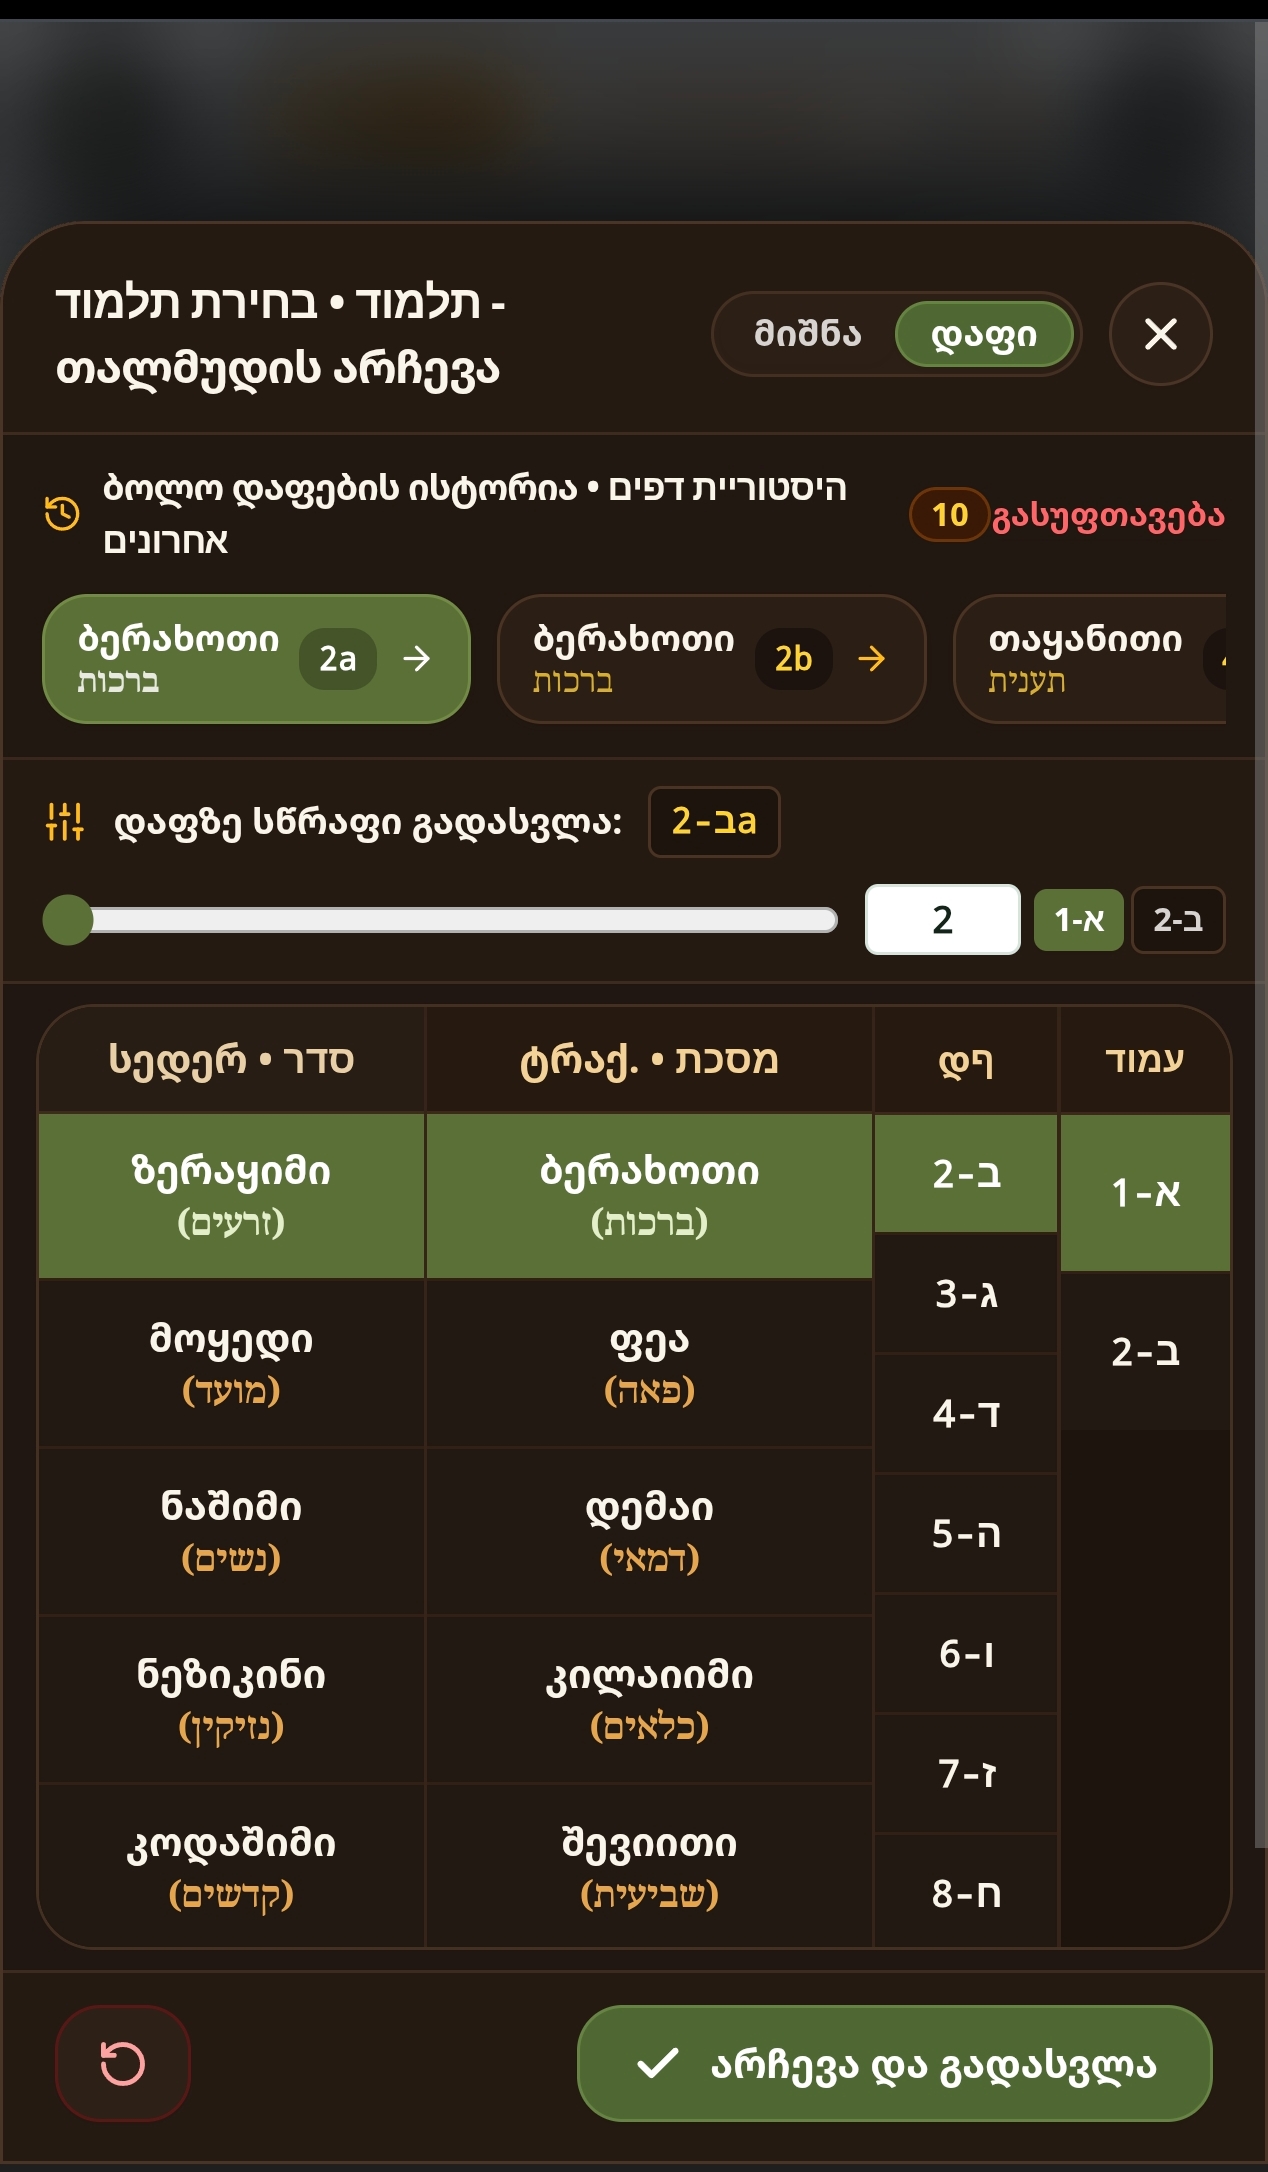 תלמוד • בחירת תלמוד -
თალმუდის არჩევა
მიშნა
დაფი
ბოლო დაფების ისტორია • היסטוריית דפים
אחרונים
10
გასუფთავება
ბერახოთი
ברכות
2a
ბერახოთი
ברכות
2b
თაყანითი
תענית
დაფზე სწრაფი გადასვლა:
2-בa
2
1-א
2-ב
სედერ • סדר
ტრაქ. • מסכת
დף
עמוד
ზერაყიმი
(זרעים)
ბერახოთი
(ברכות)
2-ב
1-א
მოყედი
(מועד)
ფეა
(פאה)
3-ג
2-ב
ნაშიმი
(נשים)
დემაი
(דמאי)
4-ד
5-ה
ნეზიკინი
(נזיקין)
კილაიიმი
(כלאים)
6-ו
7-ז
კოდაშიმი
(קדשים)
შევიითი
(שביעית)
8-ח
არჩევა და გადასვლა